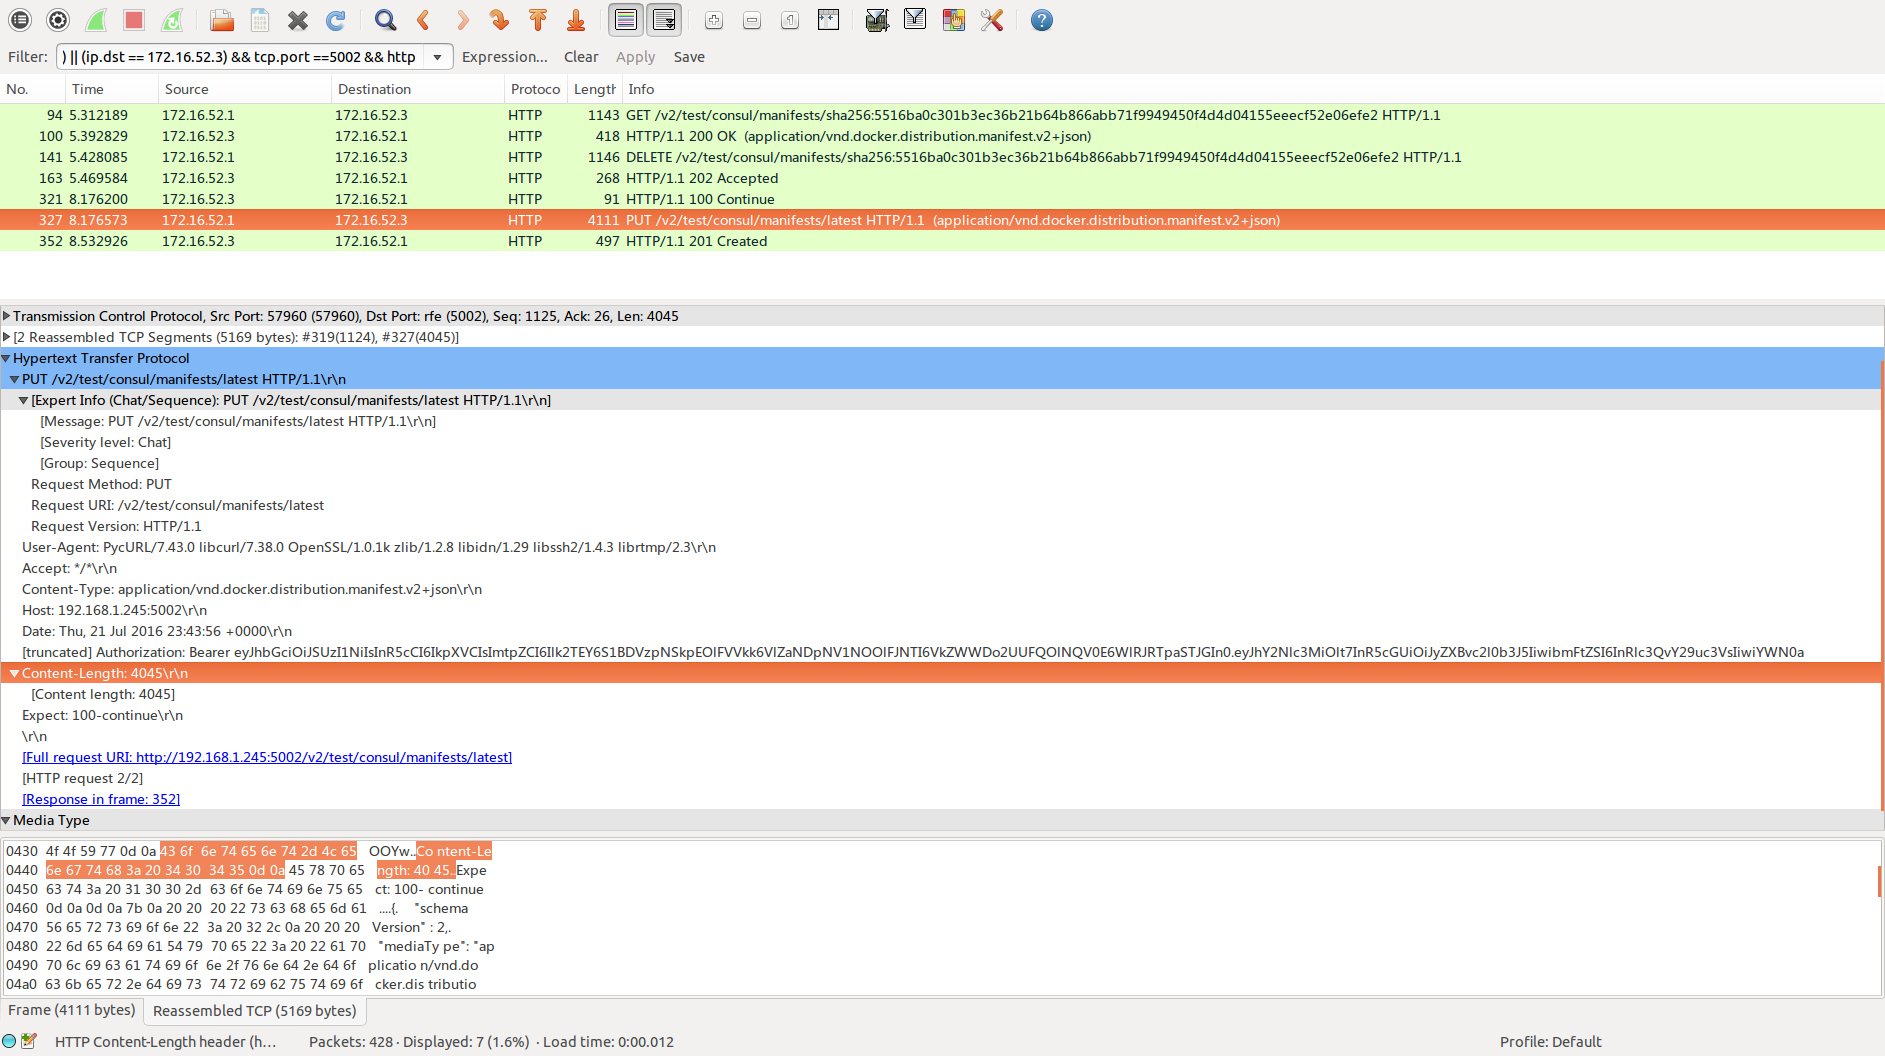 Filter: ) || (ip.dst == 172.16.52.3) && tcp.port ==5002 && http Expression... Clear Apply Save
No. Time Source Destination Protoco Length Info
94 5.312189 172.16.52.1 172.16.52.3 HTTP 1143 GET /v2/test/consul/manifests/sha256:5516ba0c301b3ec36b21b64b866abb71f9949450f4d4d04155eeecf52e06efe2 HTTP/1.1
100 5.392829 172.16.52.3 172.16.52.1 HTTP 418 HTTP/1.1 200 OK (application/vnd.docker.distribution.manifest.v2+json)
141 5.428085 172.16.52.1 172.16.52.3 HTTP 1146 DELETE /v2/test/consul/manifests/sha256:5516ba0c301b3ec36b21b64b866abb71f9949450f4d4d04155eeecf52e06efe2 HTTP/1.1
163 5.469584 172.16.52.3 172.16.52.1 HTTP 268 HTTP/1.1 202 Accepted
321 8.176200 172.16.52.3 172.16.52.1 HTTP 91 HTTP/1.1 100 Continue
327 8.176573 172.16.52.1 172.16.52.3 HTTP 4111 PUT /v2/test/consul/manifests/latest HTTP/1.1 (application/vnd.docker.distribution.manifest.v2+json)
352 8.532926 172.16.52.3 172.16.52.1 HTTP 497 HTTP/1.1 201 Created
Transmission Control Protocol, Src Port: 57960 (57960), Dst Port: rfe (5002), Seq: 1125, Ack: 26, Len: 4045
[2 Reassembled TCP Segments (5169 bytes): #319(1124), #327(4045)]
Hypertext Transfer Protocol
PUT /v2/test/consul/manifests/latest HTTP/1.1\r\n
[Expert Info (Chat/Sequence): PUT /v2/test/consul/manifests/latest HTTP/1.1\r\n]
[Message: PUT /v2/test/consul/manifests/latest HTTP/1.1\r\n]
[Severity level: Chat]
[Group: Sequence]
Request Method: PUT
Request URI: /v2/test/consul/manifests/latest
Request Version: HTTP/1.1
User-Agent: PycURL/7.43.0 libcurl/7.38.0 OpenSSL/1.0.1k zlib/1.2.8 libidn/1.29 libssh2/1.4.3 librtmp/2.3\r\n
Accept: */*\r\n
Content-Type: application/vnd.docker.distribution.manifest.v2+json\r\n
Host: 192.168.1.245:5002\r\n
Date: Thu, 21 Jul 2016 23:43:56 +0000\r\n
[truncated] Authorization: Bearer
Content-Length: 4045\r\n
[Content length: 4045]
Expect: 100-continue\r\n
\r\n
[Full request URI: http://192.168.1.245:5002/v2/test/consul/manifests/latest]
[HTTP request 2/2]
[Response in frame: 352]
Media Type
0430 4f 4f 59 77 0d 0a 43 6f 6e 74 65 6e 74 2d 4c 65 OOYw..Co ntent-Le
0440 6e 67 74 68 3a 20 34 30 34 35 0d 0a 45 78 70 65 ngth: 40 45..Expe
0450 63 74 3a 20 31 30 30 2d 63 6f 6e 74 69 6e 75 65 ct: 100- continue
0460 0d 0a 0d 0a 7b 0a 20 20 20 22 73 63 68 65 6d 61 ....{. "schema
0470 56 65 72 73 69 6f 6e 22 3a 20 32 2c 0a 20 20 20 Version" : 2,.
0480 22 6d 65 64 69 61 54 79 70 65 22 3a 20 22 61 70 "mediaTy pe": "ap
0490 70 6c 69 63 61 74 69 6f 6e 2f 76 6e 64 2e 64 6f plicatio n/vnd.do
04a0 63 6b 65 72 2e 64 69 73 74 72 69 62 75 74 69 6f cker.dis tributio
Frame (4111 bytes) Reassembled TCP (5169 bytes)
HTTP Content-Length header (h... Packets: 428 · Displayed: 7 (1.6%) · Load time: 0:00.012 Profile: Default